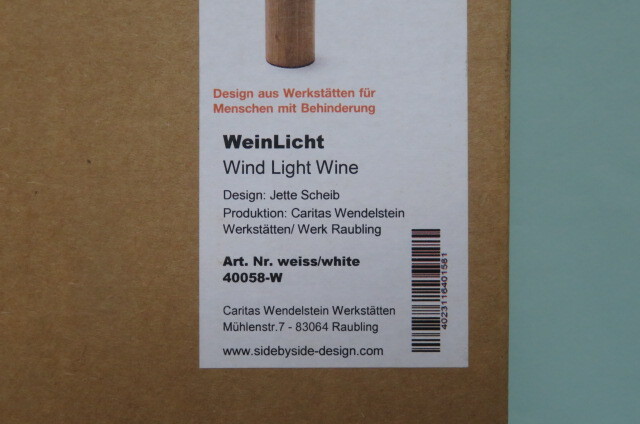 Design aus Werkstätten für
Menschen mit Behinderung
WeinLicht
Wind Light Wine
Design: Jette Scheib
Produktion: Caritas Wendelstein
Werkstätten/ Werk Raubling
Art. Nr. weiss/white
40058-W
Caritas Wendelstein Werkstätten
Mühlenstr.7 - 83064 Raubling
www.sidebyside-design.com
4023116401581